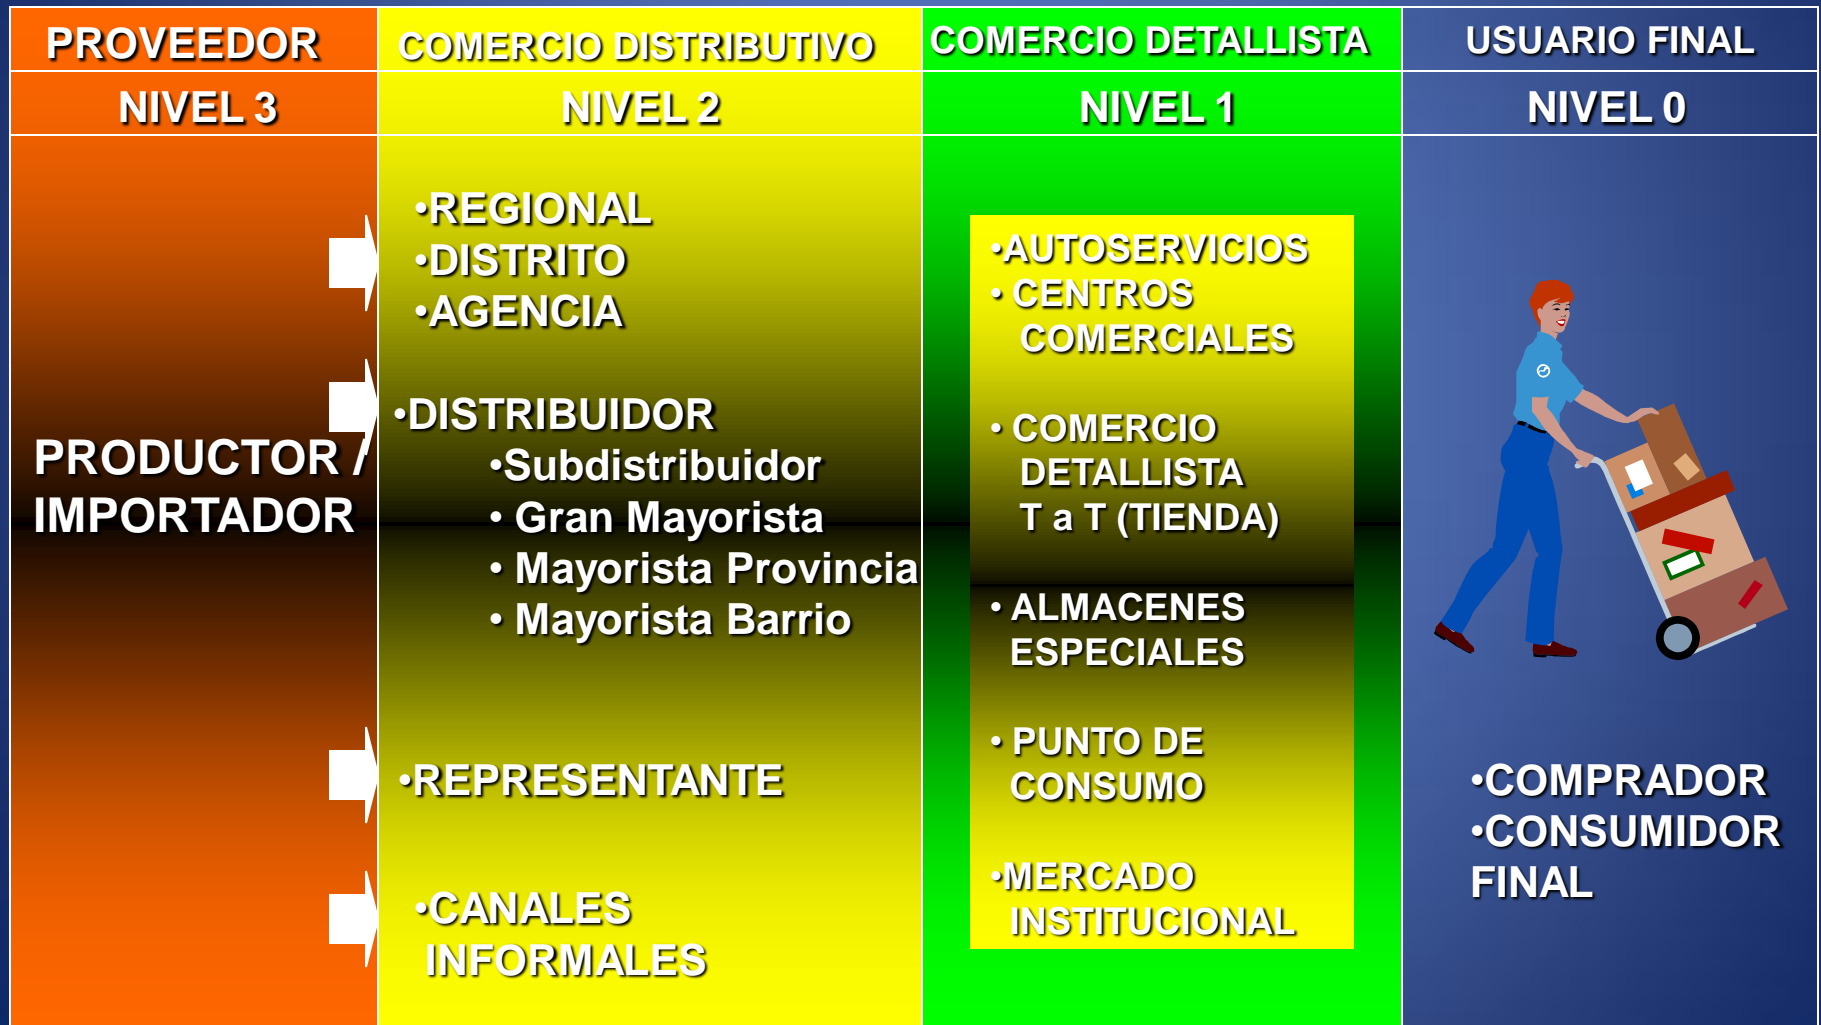 PROVEEDOR
COMERCIO DISTRIBUTIVO
COMERCIO DETALLISTA
USUARIO FINAL
NIVEL 3
NIVEL 2
NIVEL 1
NIVEL 0
PRODUCTOR /
IMPORTADOR
•REGIONAL
•DISTRITO
•AGENCIA
•DISTRIBUIDOR
•Subdistribuidor
• Gran Mayorista
• Mayorista Provincia
• Mayorista Barrio
•REPRESENTANTE
•CANALES
INFORMALES
•AUTOSERVICIOS
• CENTROS
COMERCIALES
• COMERCIO
DETALLISTA
T a T (TIENDA)
• ALMACENES
ESPECIALES
• PUNTO DE
CONSUMO
•MERCADO
INSTITUCIONAL
•COMPRADOR
•CONSUMIDOR
FINAL